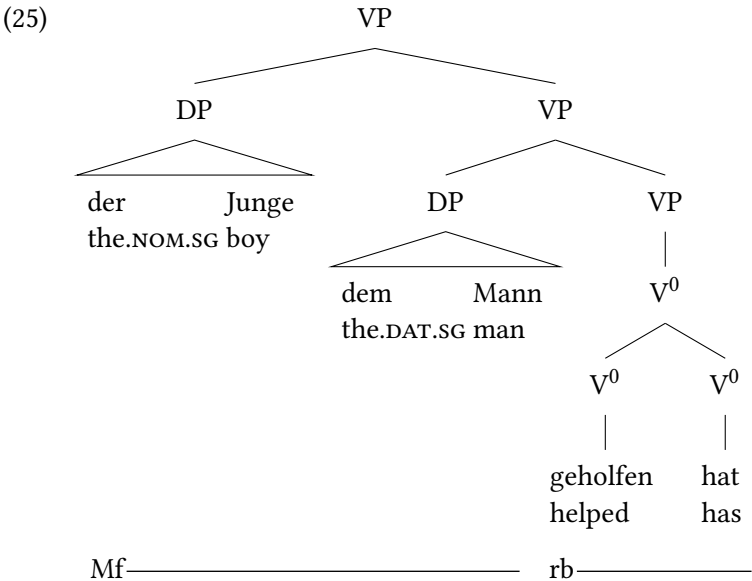 (25) VP
DP VP
der Junge DP VP
the.NOM.SG boy
dem Mann V⁰
the.DAT.SG man
V⁰ V⁰
geholfen hat
helped has
Mf rb